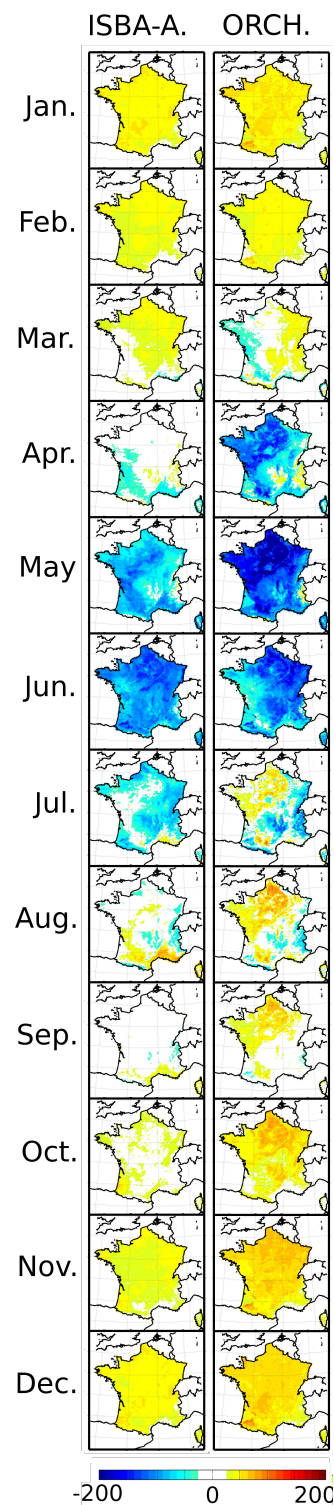 ISBA-A. ORCH.
Jan.
Feb.
Mar.
Apr.
May
Jun.
Jul.
Aug.
Sep.
Oct.
Nov.
Dec.
-200 0 200